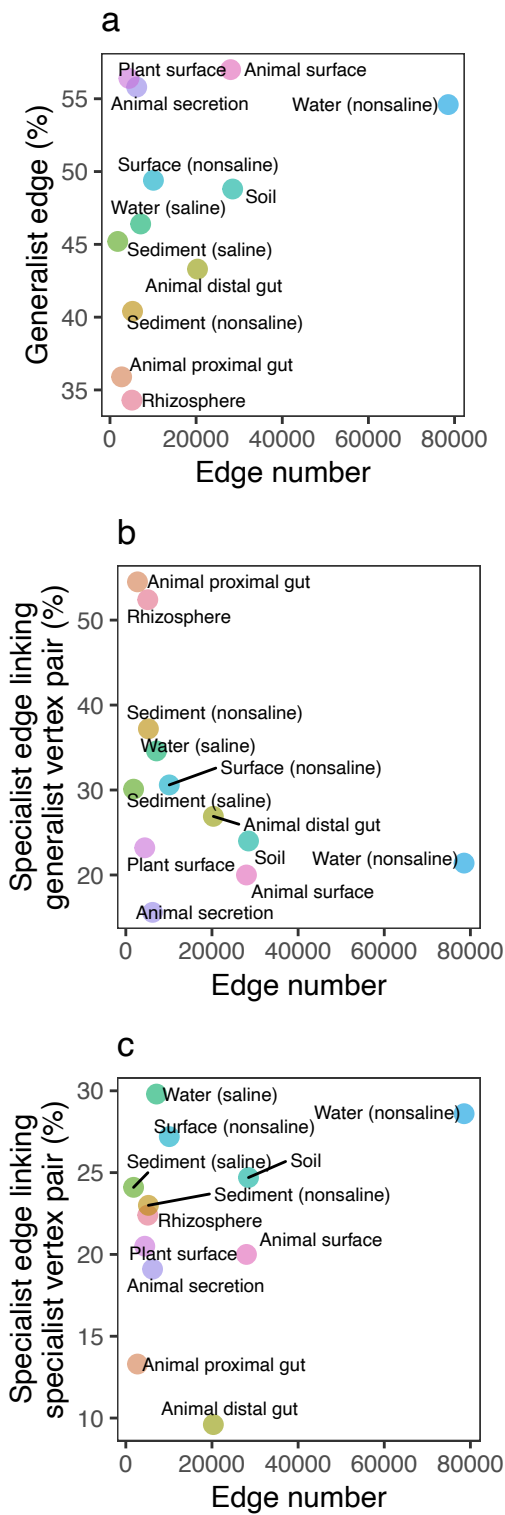 a
Generalist edge (%)
55
50
45
40
35
Plant surface
Animal surface
Animal secretion
Water (nonsaline)
Surface (nonsaline)
Soil
Water (saline)
Sediment (saline)
Animal distal gut
Sediment (nonsaline)
Animal proximal gut
Rhizosphere
0 20000 40000 60000 80000
Edge number
b
Specialist edge linking
generalist vertex pair (%)
50
40
30
20
Animal proximal gut
Rhizosphere
Sediment (nonsaline)
Water (saline)
Surface (nonsaline)
Sediment (saline)
Animal distal gut
Soil
Water (nonsaline)
Plant surface
Animal surface
Animal secretion
0 20000 40000 60000 80000
Edge number
c
Specialist edge linking
specialist vertex pair (%)
30
25
20
15
10
Water (saline)
Water (nonsaline)
Surface (nonsaline)
Sediment (saline)
Soil
Sediment (nonsaline)
Rhizosphere
Animal surface
Plant surface
Animal secretion
Animal proximal gut
Animal distal gut
0 20000 40000 60000 80000
Edge number